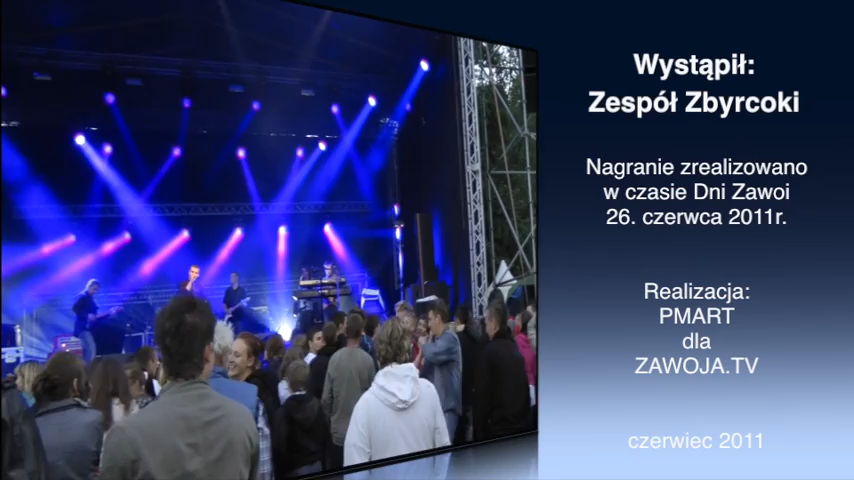 Wystąpił:
Zespół Zbyrcoki
Nagranie zrealizowano
w czasie Dni Zawoi
26. czerwca 2011r.
Realizacja:
PMART
dla
ZAWOJA.TV
czerwiec 2011